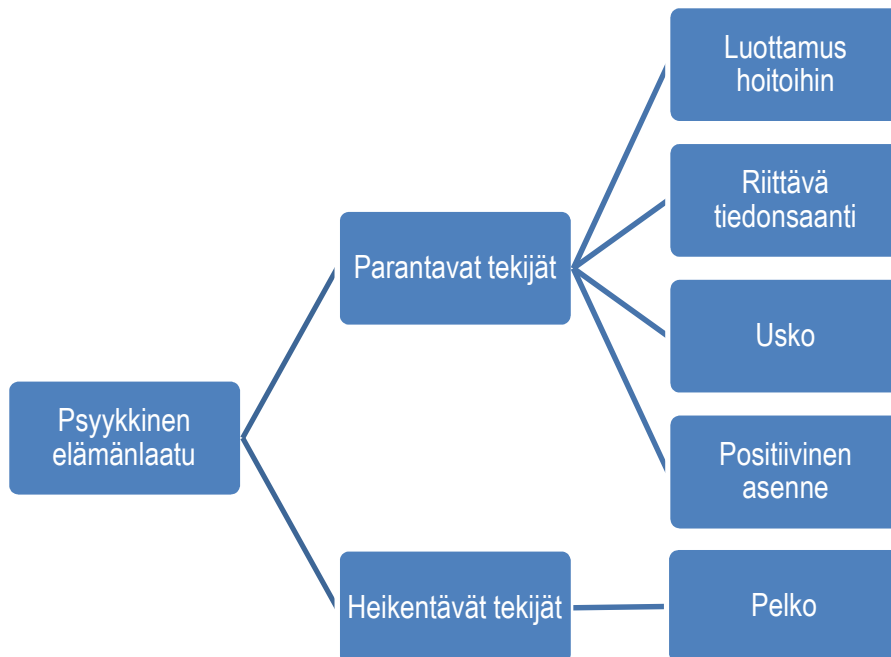 Luottamus
hoitoihin
Riittävä
tiedonsaanti
Parantavat tekijät
Usko
Psyykkinen
elämänlaatu
Positiivinen
asenne
Heikentävät tekijät
Pelko